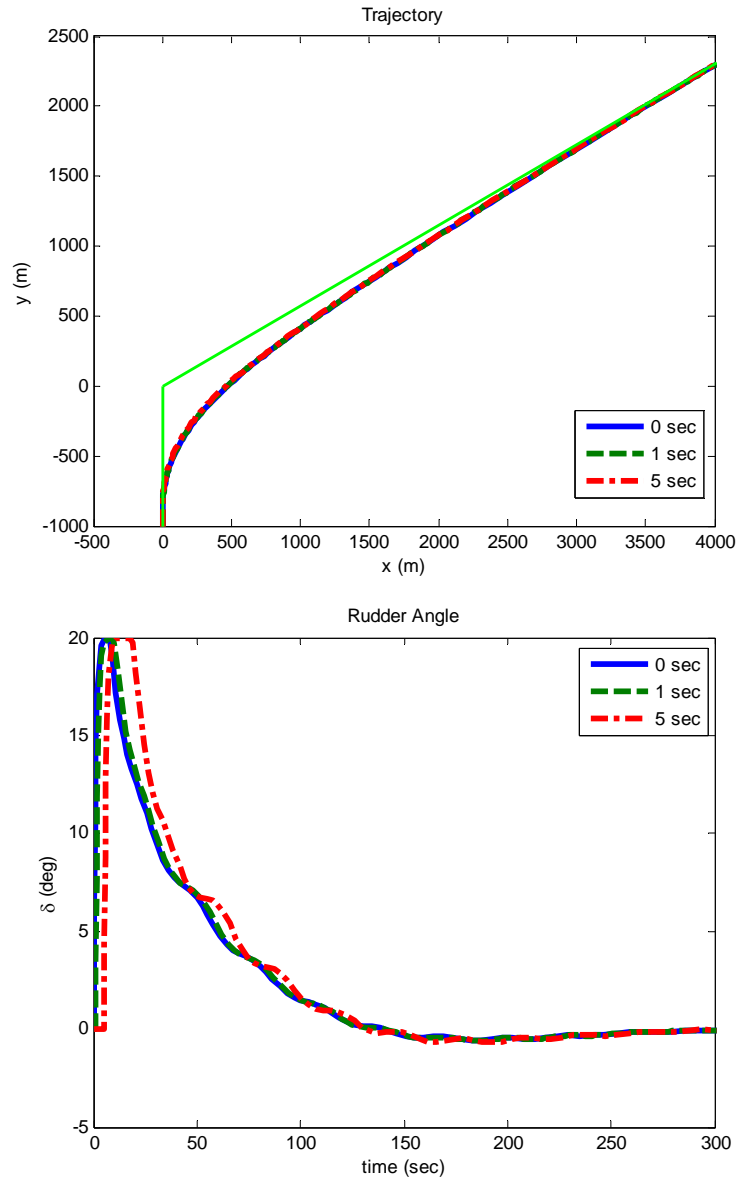 Trajectory
2500
2000
1500
1000
500
0
-500
-1000
y (m)
-500 0 500 1000 1500 2000 2500 3000 3500 4000
x (m)
0 sec
1 sec
5 sec
Rudder Angle
20
15
10
5
0
-5
δ (deg)
0 50 100 150 200 250 300
time (sec)
0 sec
1 sec
5 sec